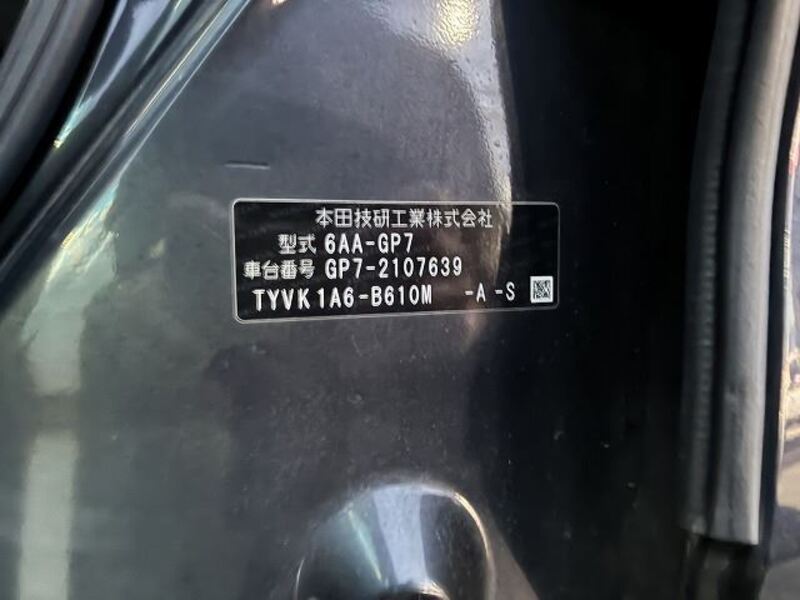 本田技研工業株式会社
型式 6AA-GP7
車台番号 GP7-2107639
TYVK1A6-B610M -A -S